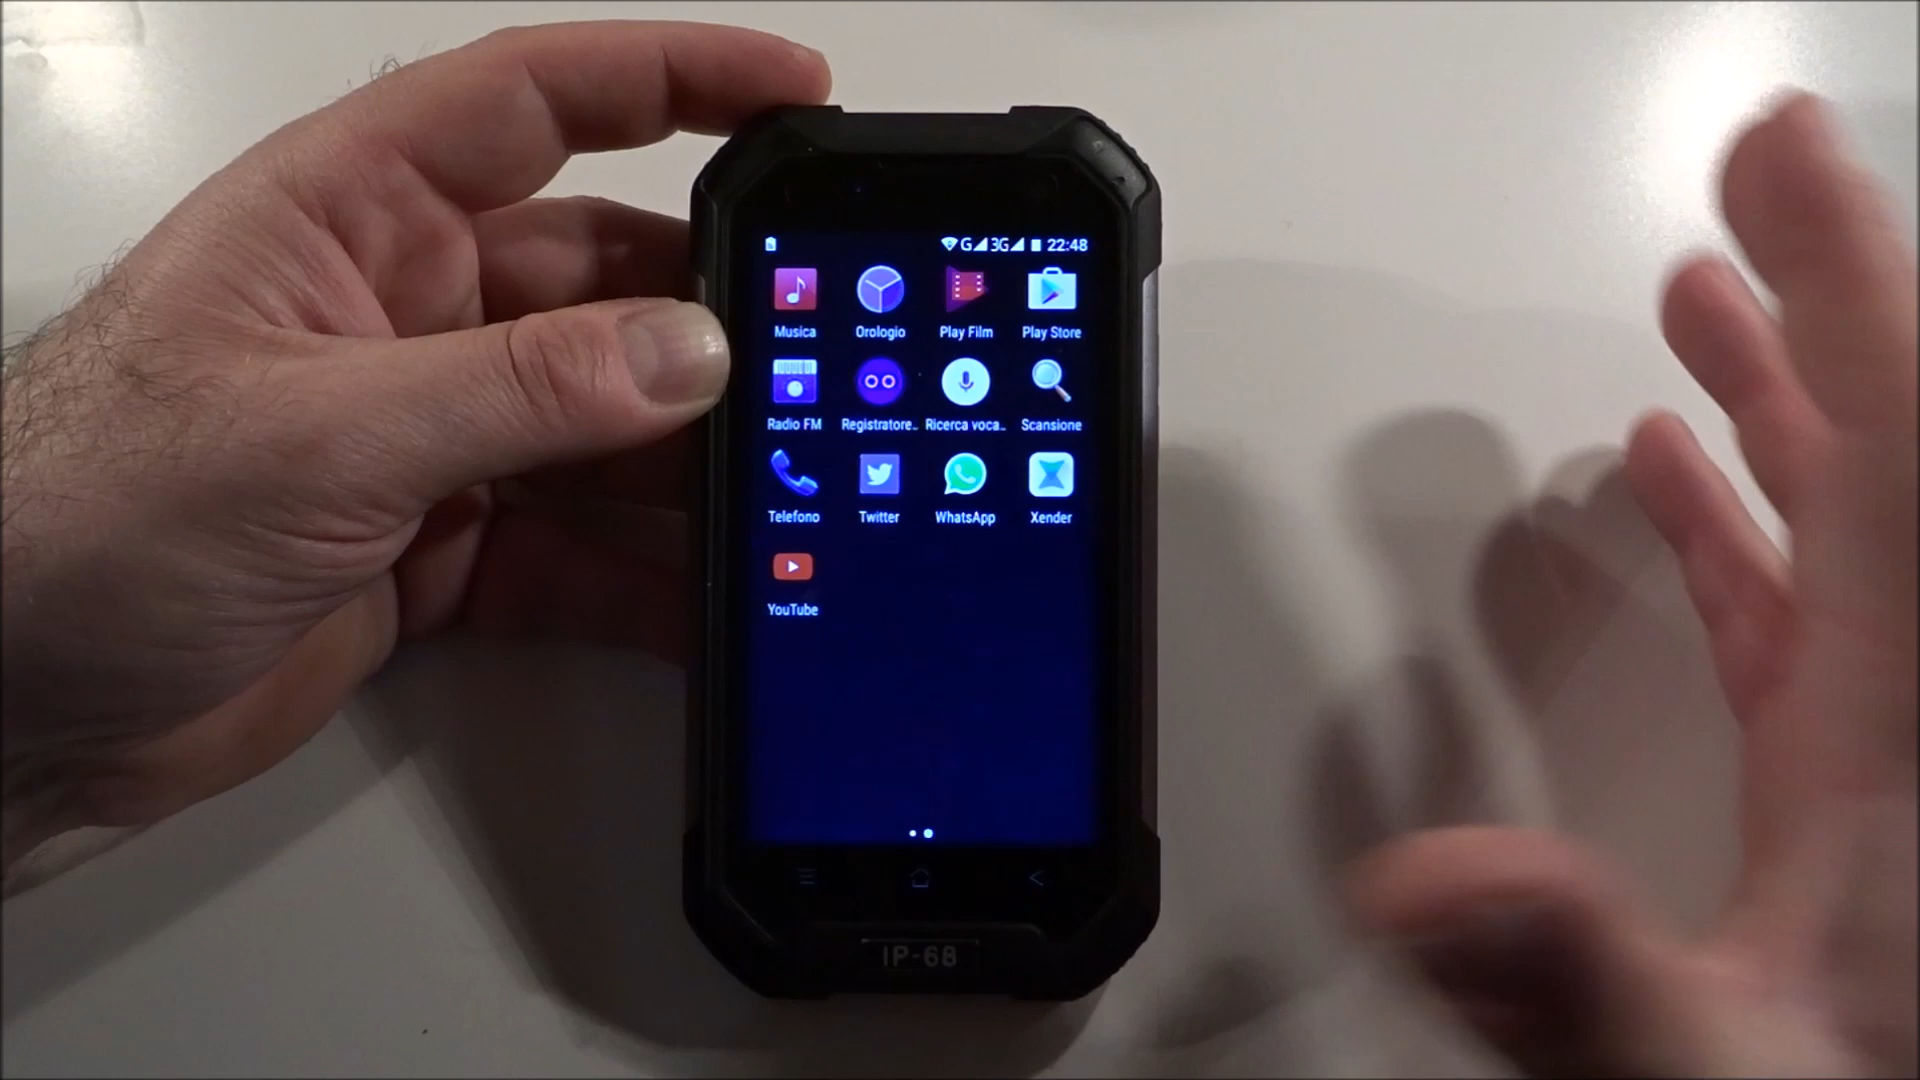 G 3G 22:48
Musica Orologio Play Film Play Store
Radio FM Registratore.. Ricerca voca.. Scansione
Telefono Twitter WhatsApp Xender
YouTube
IP-68